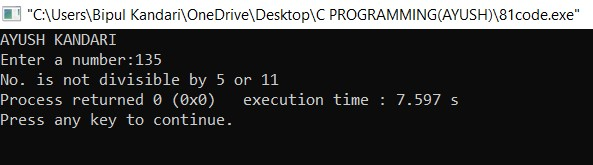 "C:\Users\Bipul Kandari\OneDrive\Desktop\C PROGRAMMING(AYUSH)\81code.exe"
AYUSH KANDARI
Enter a number:135
No. is not divisible by 5 or 11
Process returned 0 (0x0)   execution time : 7.597 s
Press any key to continue.